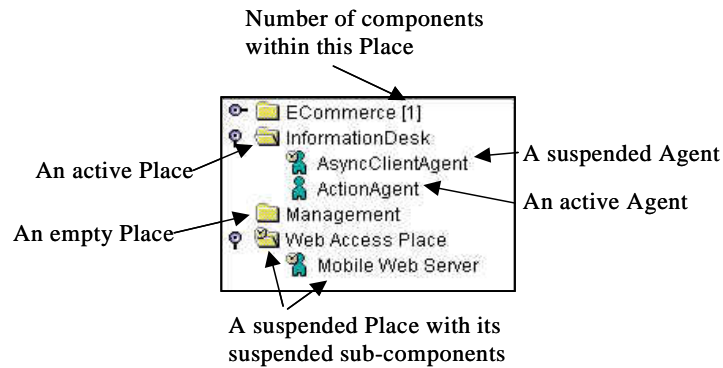 Number of components
within this Place
ECommerce [1]
InformationDesk
AsyncClientAgent
A suspended Agent
An active Place
ActionAgent
An active Agent
Management
An empty Place
Web Access Place
Mobile Web Server
A suspended Place with its
suspended sub-components